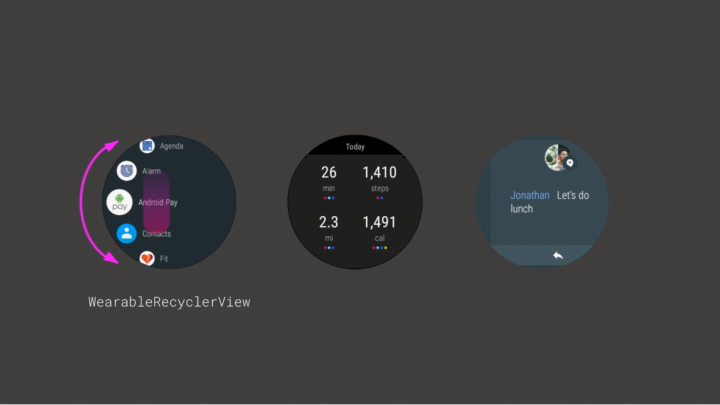 Agenda
Alarm
pay
Android Pay
Contacts
Fit
WearableRecyclerView
Today
26
1,410
min
steps
2.3
1,491
mi
cal
Jonathan Let's do
lunch